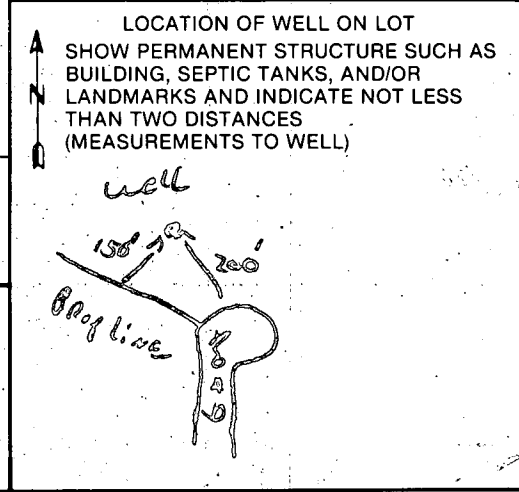 LOCATION OF WELL ON LOT
SHOW PERMANENT STRUCTURE SUCH AS
BUILDING, SEPTIC TANKS, AND/OR
LANDMARKS AND INDICATE NOT LESS
THAN TWO DISTANCES
(MEASUREMENTS TO WELL)
N
well
150' 200'
Prop line
ROAD